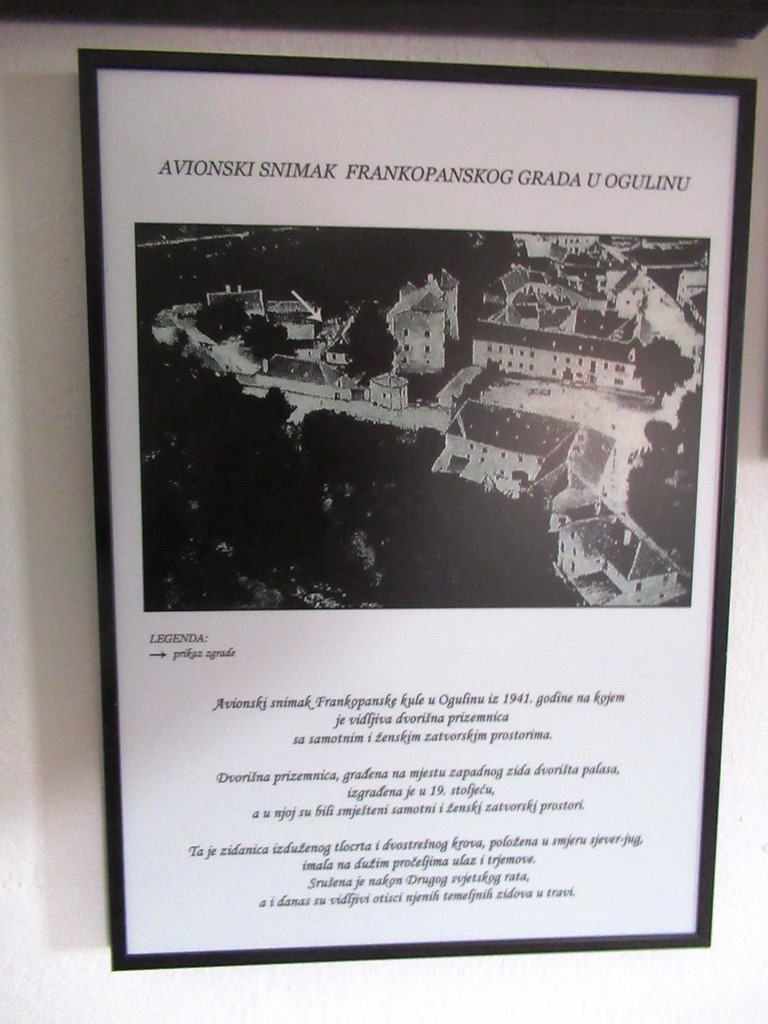 AVIONSKI SNIMAK FRANKOPANSKOG GRADA U OGULINU
LEGENDA:
→ prikaz zgrade
Avionski snimak Frankopanske kule u Ogulinu iz 1941. godine na kojem
je vidljiva dvorišna prizemnica
sa samotnim i ženskim zatvorskim prostorima.
Dvorišna prizemnica, građena na mjestu zapadnog zida dvorišta palasa,
izgrađena je u 19. stoljeću,
a u njoj su bili smješteni samotni i ženski zatvorski prostori.
Ta je zidanica izduženog tlocrta i dvostrešnog krova, položena u smjeru sjever-jug,
imala na dužim pročeljima ulaz i trjemove.
Srušena je nakon Drugog svjetskog rata,
a i danas su vidljivi otisci njenih temeljnih zidova u travi.